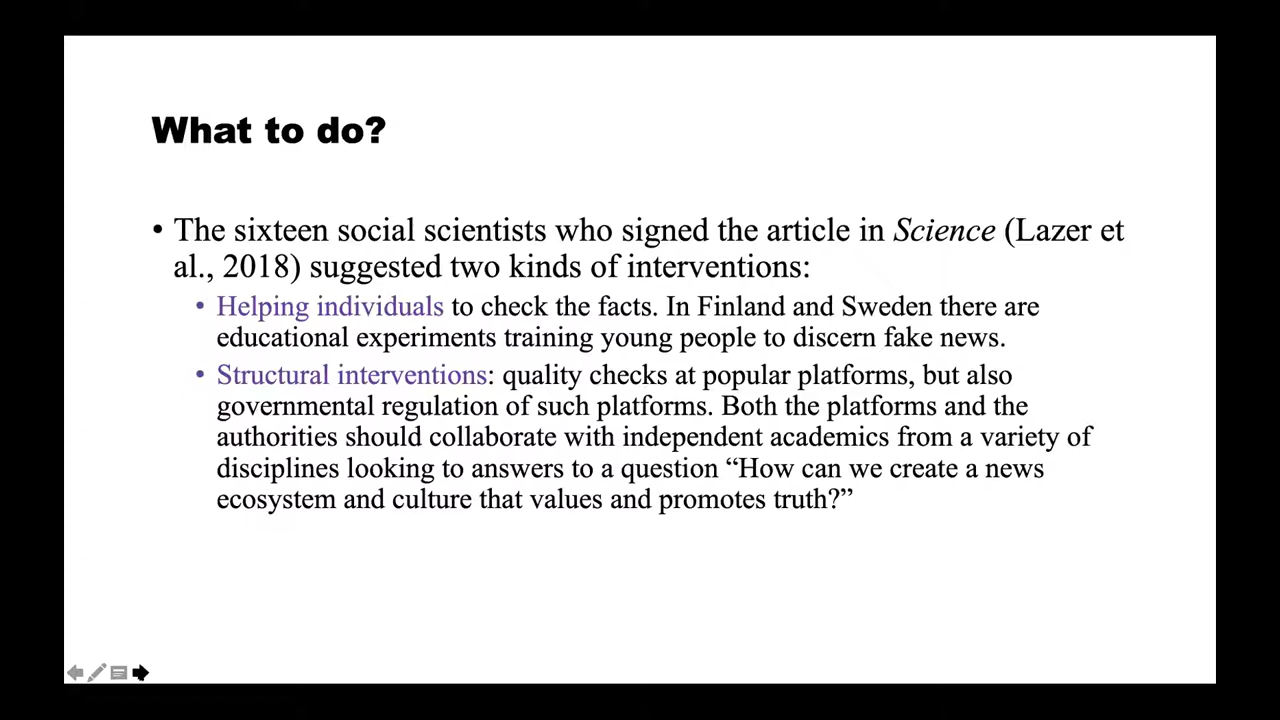 What to do?
• The sixteen social scientists who signed the article in Science (Lazer et
al., 2018) suggested two kinds of interventions:
• Helping individuals to check the facts. In Finland and Sweden there are
educational experiments training young people to discern fake news.
• Structural interventions: quality checks at popular platforms, but also
governmental regulation of such platforms. Both the platforms and the
authorities should collaborate with independent academics from a variety of
disciplines looking to answers to a question “How can we create a news
ecosystem and culture that values and promotes truth?”